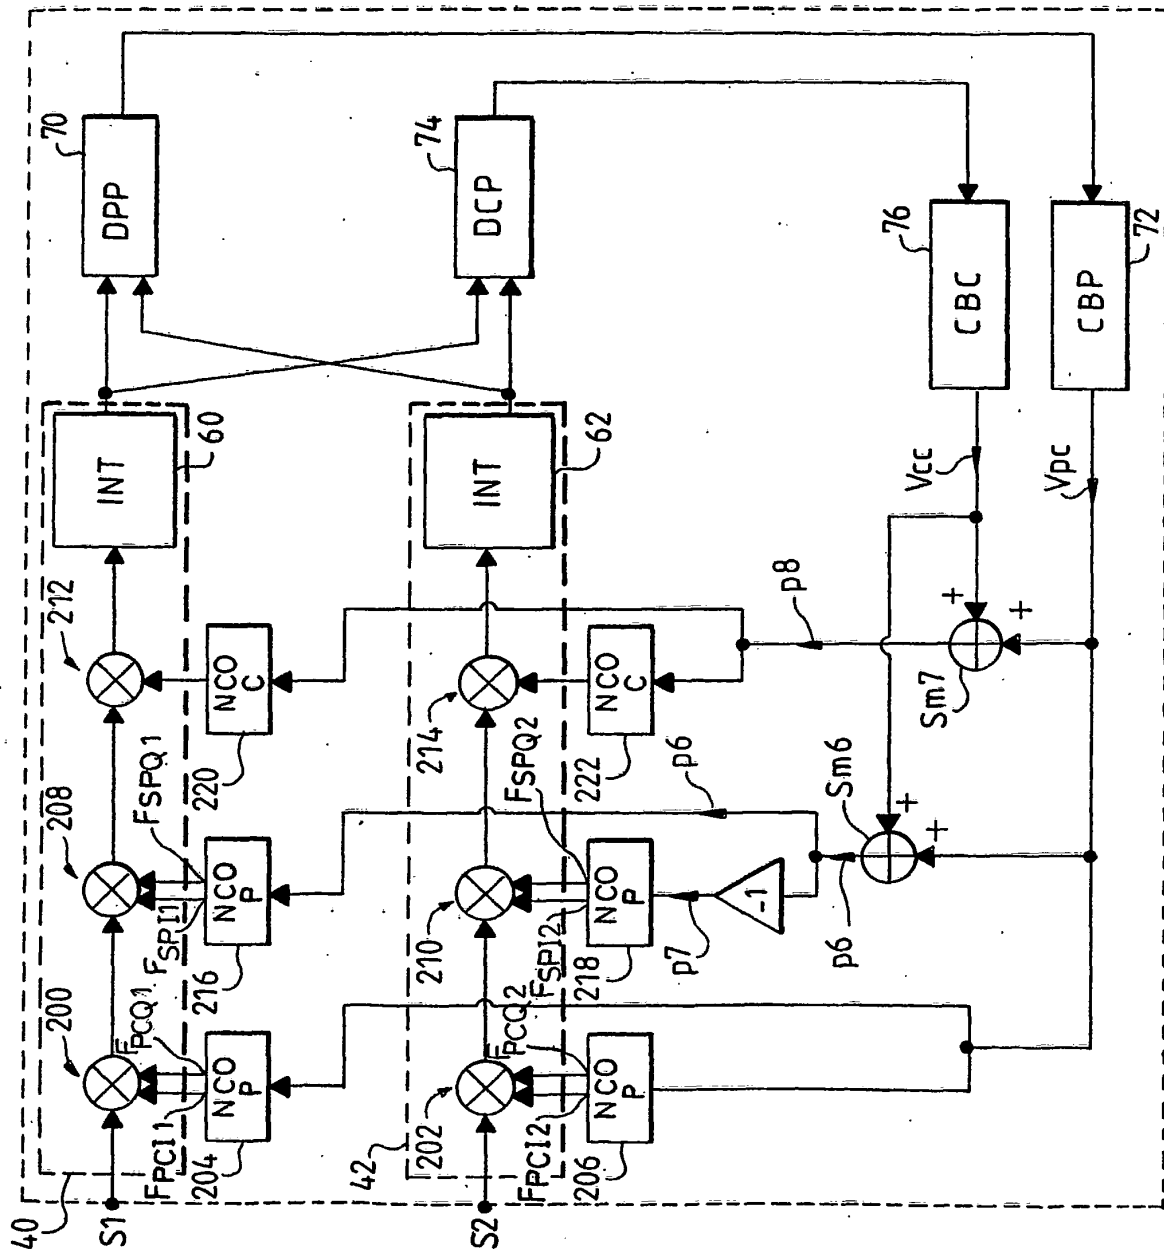 40
S1
200
FPCQ1
FPCI1
NCO P
204
208
FSPQ1
FSPI1
NCO P
216
212
NCO C
220
INT
60
DPP
70
42
S2
202
FPCQ2
FPCI2
NCO P
206
210
FSPQ2
FSPI2
NCO P
218
214
NCO C
222
INT
62
DCP
74
p6
p7
-1
p6
Sm6
+
+
p8
Sm7
+
+
Vcc
Vpc
CBC
76
CBP
72